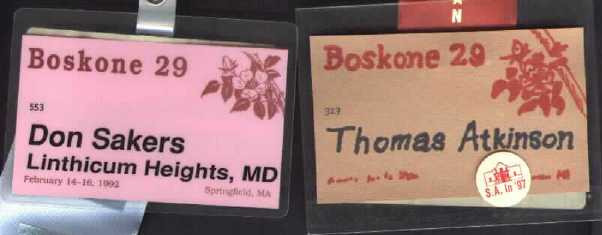 Boskone 29
553
Don Sakers
Linthicum Heights, MD
February 14-16, 1992
Springfield, MA
AN
Boskone 29
Thomas Atkinson
S.A. in '97